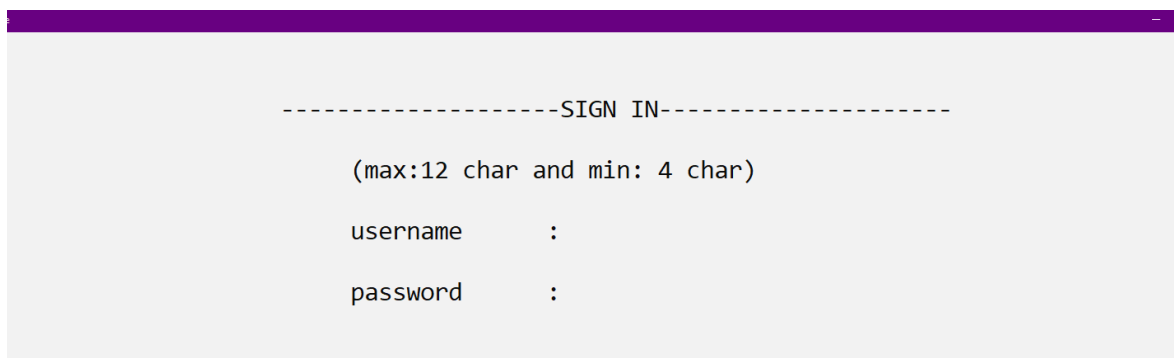 --------------------SIGN IN---------------------
(max:12 char and min: 4 char)
username :
password :